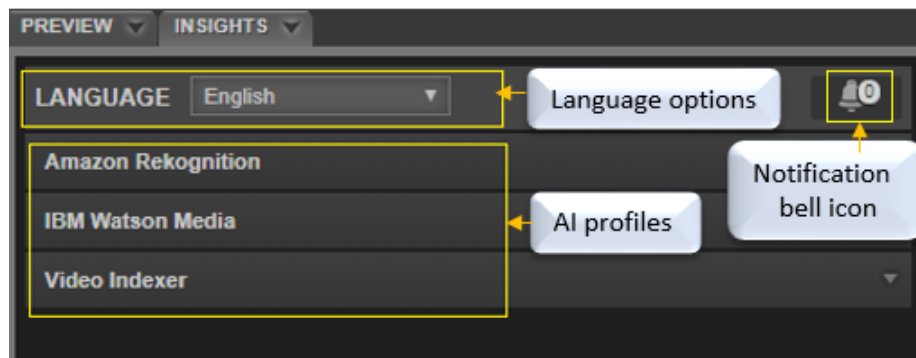 PREVIEW INSIGHTS
LANGUAGE English Language options 0
Amazon Rekognition
Notification
bell icon
IBM Watson Media AI profiles
Video Indexer